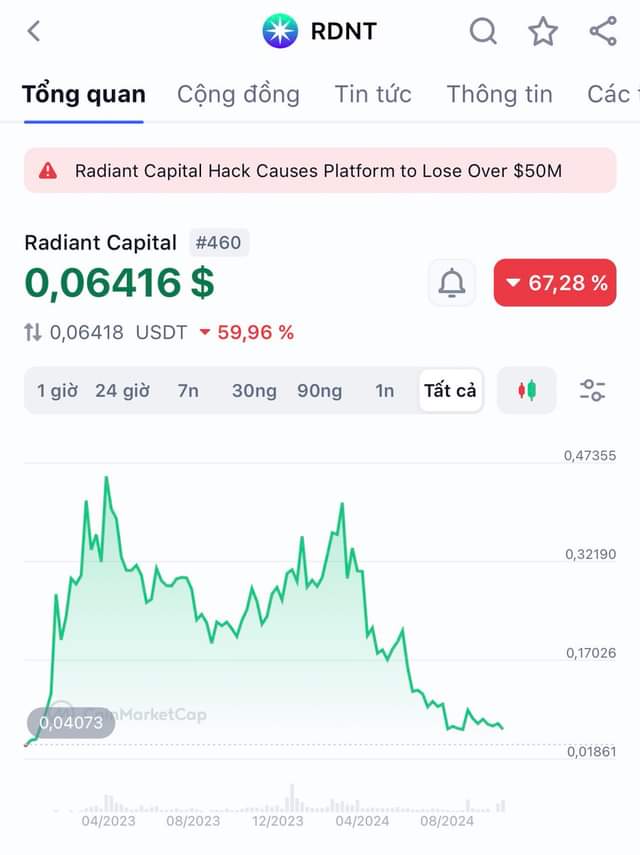 RDNT
Tổng quan Cộng đồng Tin tức Thông tin Các
Radiant Capital Hack Causes Platform to Lose Over $50M
Radiant Capital #460
0,06416 $ 67,28 %
0,06418 USDT 59,96 %
1 giờ 24 giờ 7n 30ng 90ng 1n Tất cả
0,47355
0,32190
0,17026
CoinMarketCap
0,04073
0,01861
04/2023 08/2023 12/2023 04/2024 08/2024